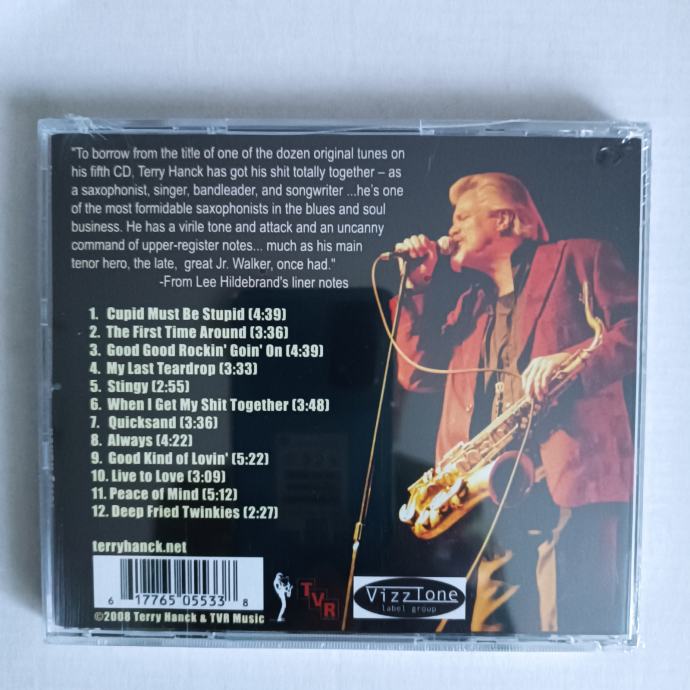 "To borrow from the title of one of the dozen original tunes on
his fifth CD, Terry Hanck has got his shit totally together – as
a saxophonist, singer, bandleader, and songwriter ...he's one
of the most formidable saxophonists in the blues and soul
business. He has a virile tone and attack and an uncanny
command of upper-register notes... much as his main
tenor hero, the late, great Jr. Walker, once had."
-From Lee Hildebrand's liner notes
1. Cupid Must Be Stupid (4:39)
2. The First Time Around (3:36)
3. Good Good Rockin' Goin' On (4:39)
4. My Last Teardrop (3:33)
5. Stingy (2:55)
6. When I Get My Shit Together (3:48)
7. Quicksand (3:36)
8. Always (4:22)
9. Good Kind of Lovin' (5:22)
10. Live to Love (3:09)
11. Peace of Mind (5:12)
12. Deep Fried Twinkies (2:27)
terryhanck.net
6 17765 05533 8
©2008 Terry Hanck & TVR Music
TVR
VizzTone
label group